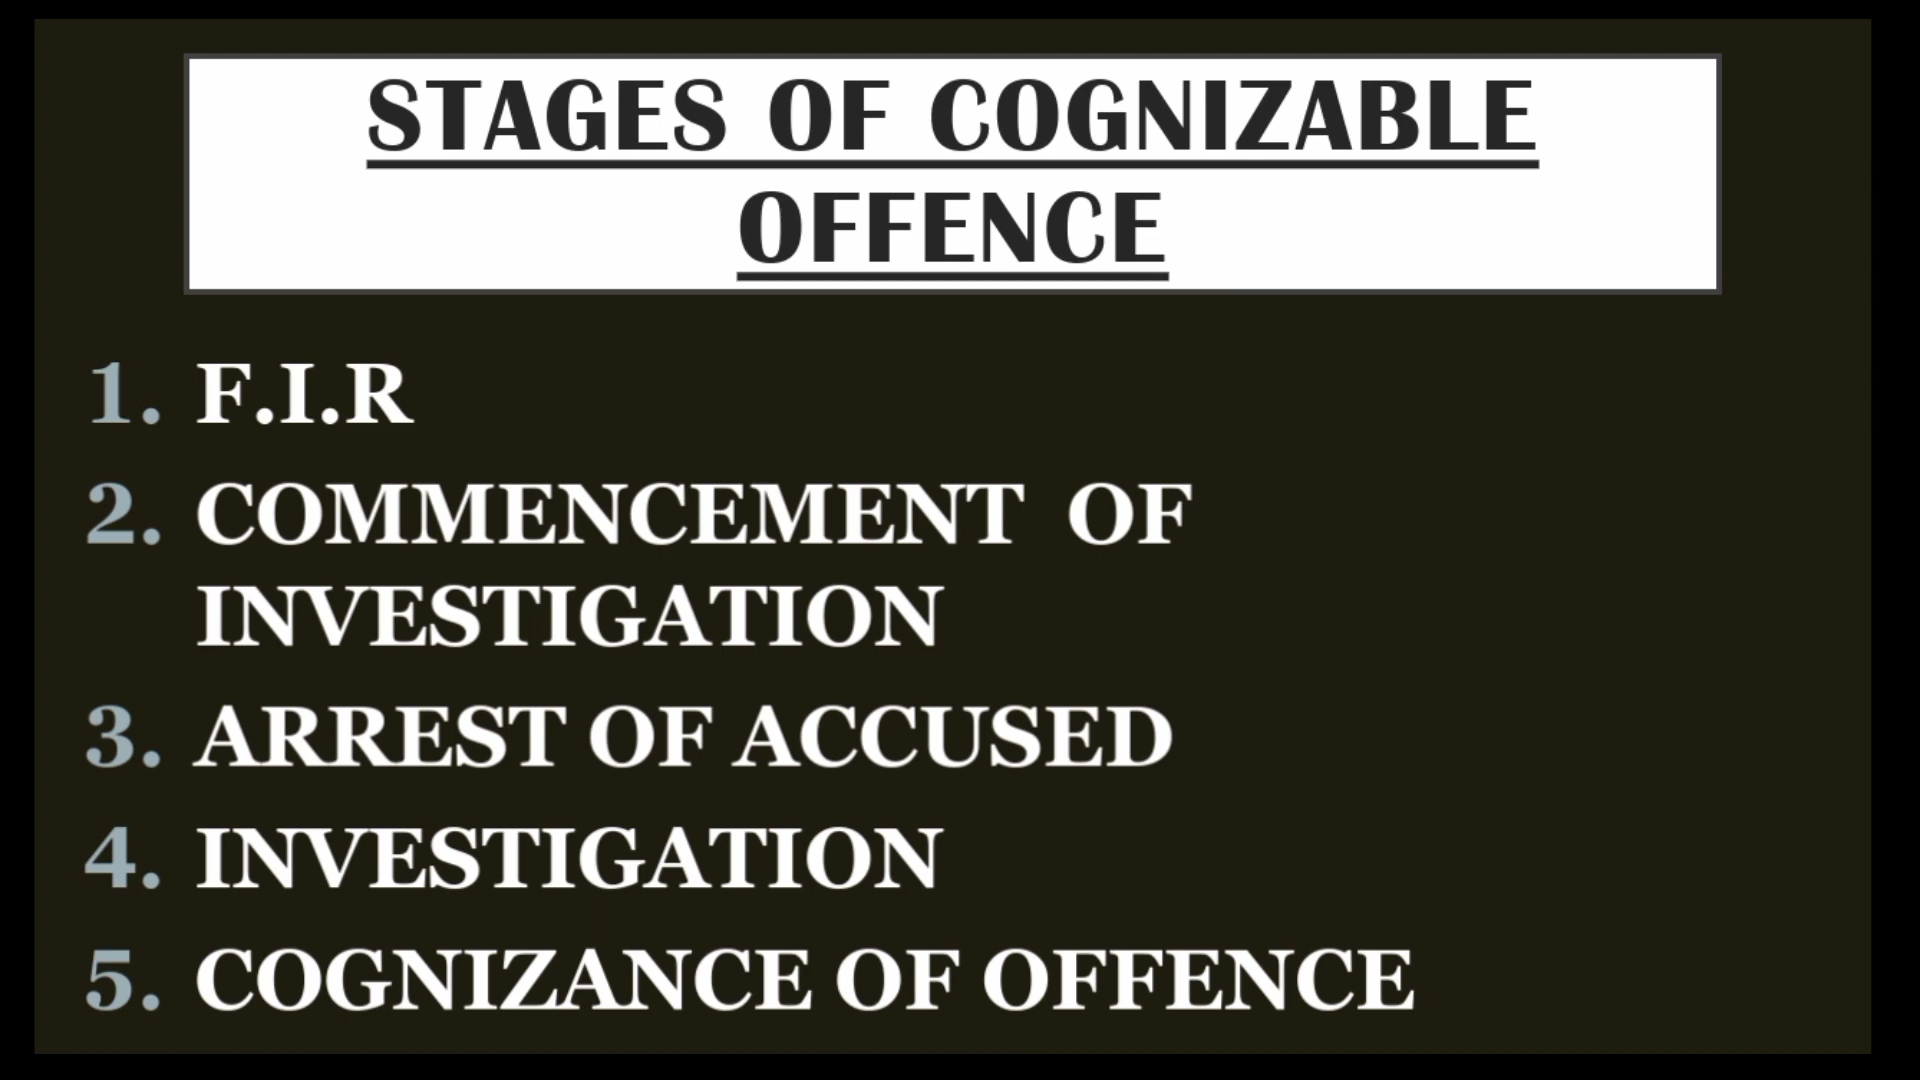 STAGES OF COGNIZABLE
OFFENCE
1. F.I.R
2. COMMENCEMENT OF
INVESTIGATION
3. ARREST OF ACCUSED
4. INVESTIGATION
5. COGNIZANCE OF OFFENCE